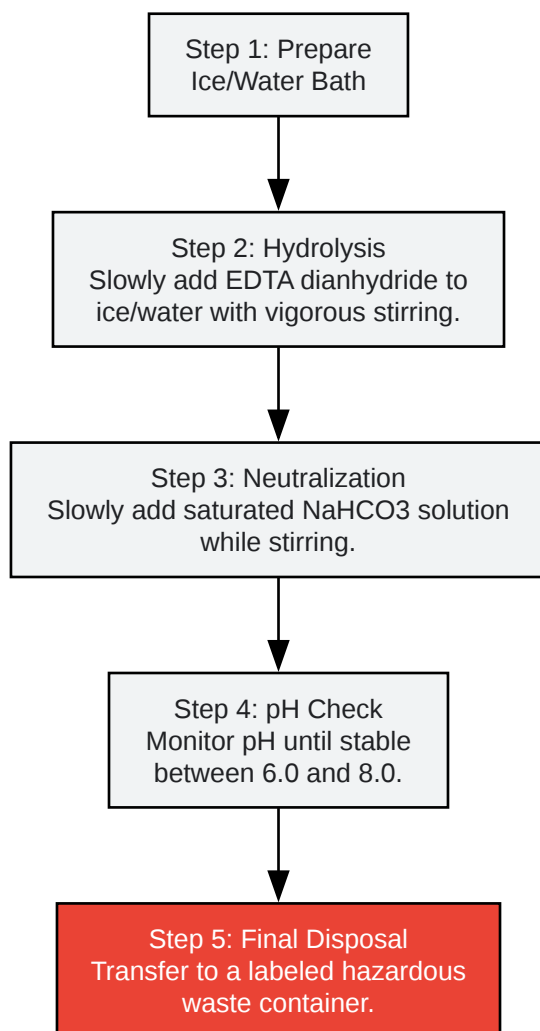 Step 1: Prepare
Ice/Water Bath
Step 2: Hydrolysis
Slowly add EDTA dianhydride to
ice/water with vigorous stirring.
Step 3: Neutralization
Slowly add saturated NaHCO3 solution
while stirring.
Step 4: pH Check
Monitor pH until stable
between 6.0 and 8.0.
Step 5: Final Disposal
Transfer to a labeled hazardous
waste container.